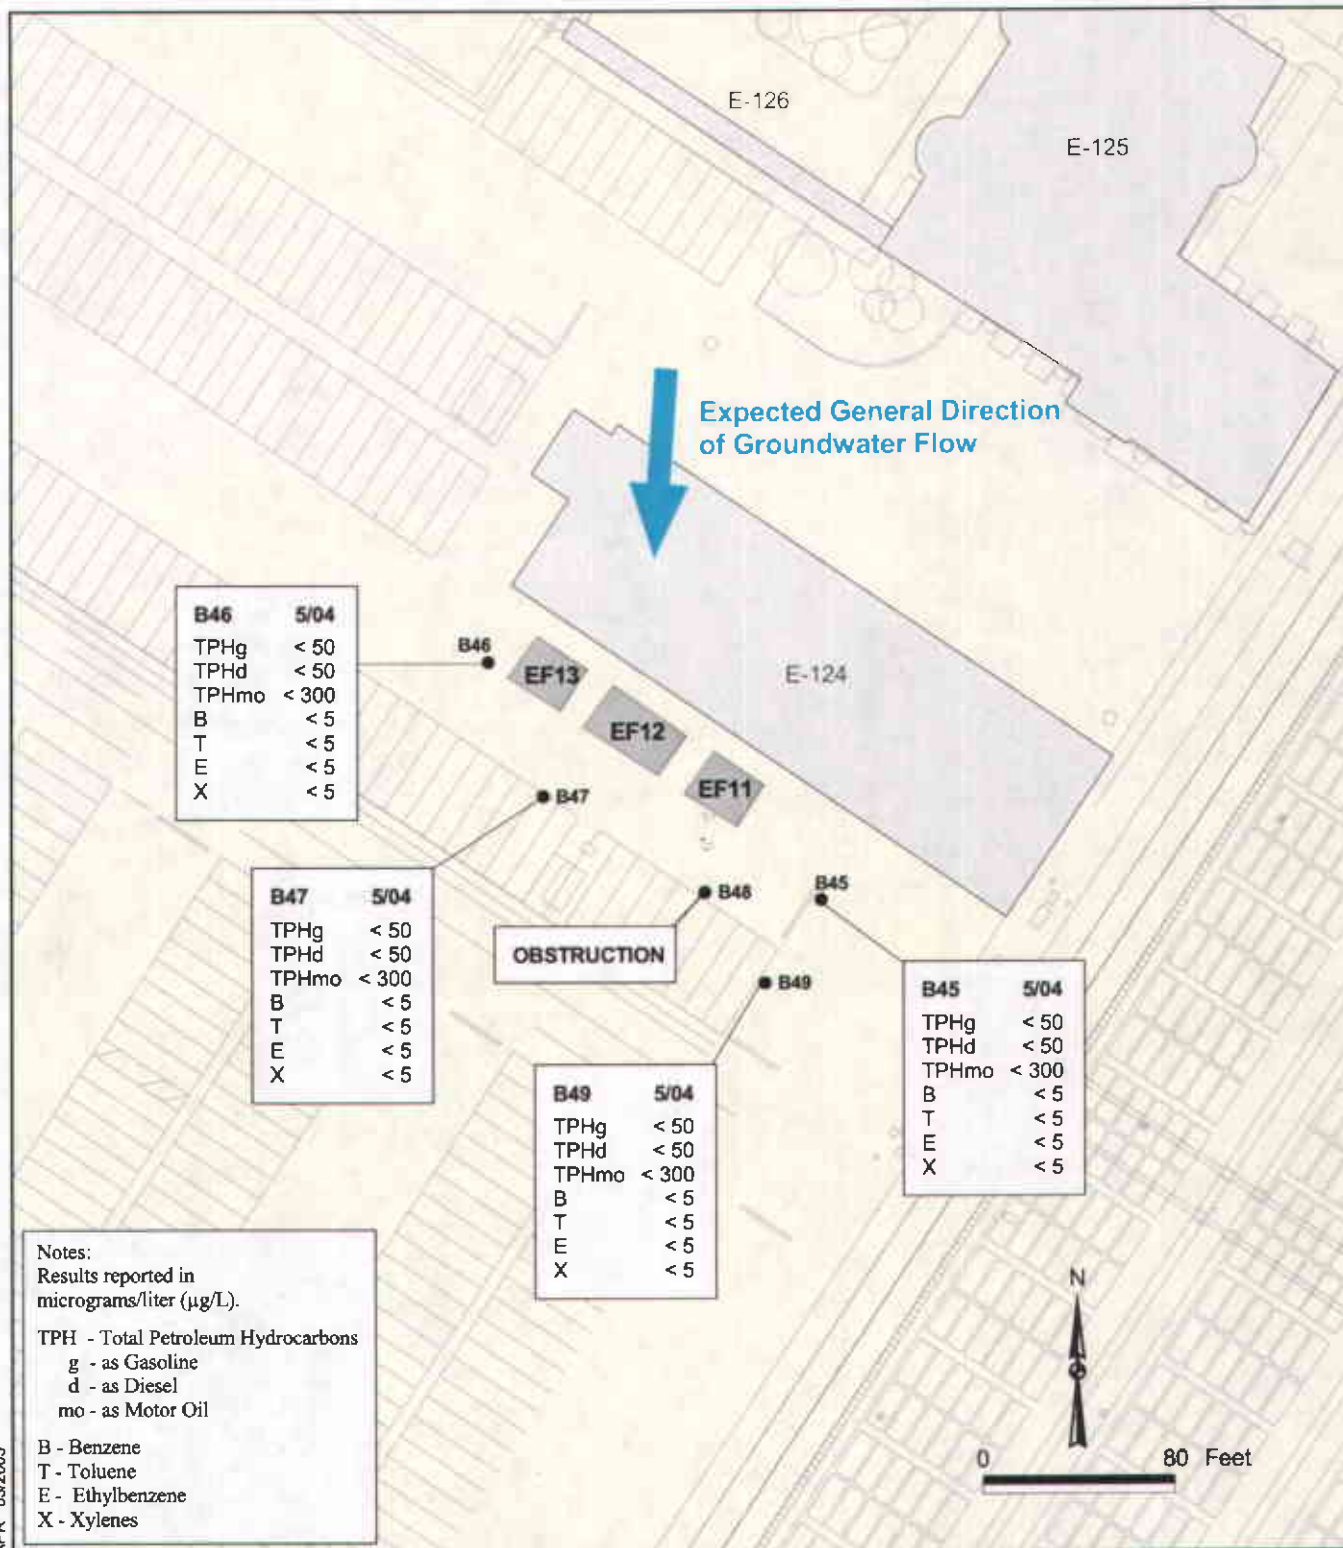 E-126
E-125
Expected General Direction
of Groundwater Flow
B46 5/04
TPHg < 50
TPHd < 50
TPHmo < 300
B < 5
T < 5
E < 5
X < 5
B46
EF13
E-124
EF12
EF11
B47
B47 5/04
TPHg < 50
TPHd < 50
TPHmo < 300
B < 5
T < 5
E < 5
X < 5
B48
B45
OBSTRUCTION
B49
B45 5/04
TPHg < 50
TPHd < 50
TPHmo < 300
B < 5
T < 5
E < 5
X < 5
B49 5/04
TPHg < 50
TPHd < 50
TPHmo < 300
B < 5
T < 5
E < 5
X < 5
Notes:
Results reported in
micrograms/liter (µg/L).
TPH - Total Petroleum Hydrocarbons
g - as Gasoline
d - as Diesel
mo - as Motor Oil
B - Benzene
T - Toluene
E - Ethylbenzene
X - Xylenes
N
0 80 Feet